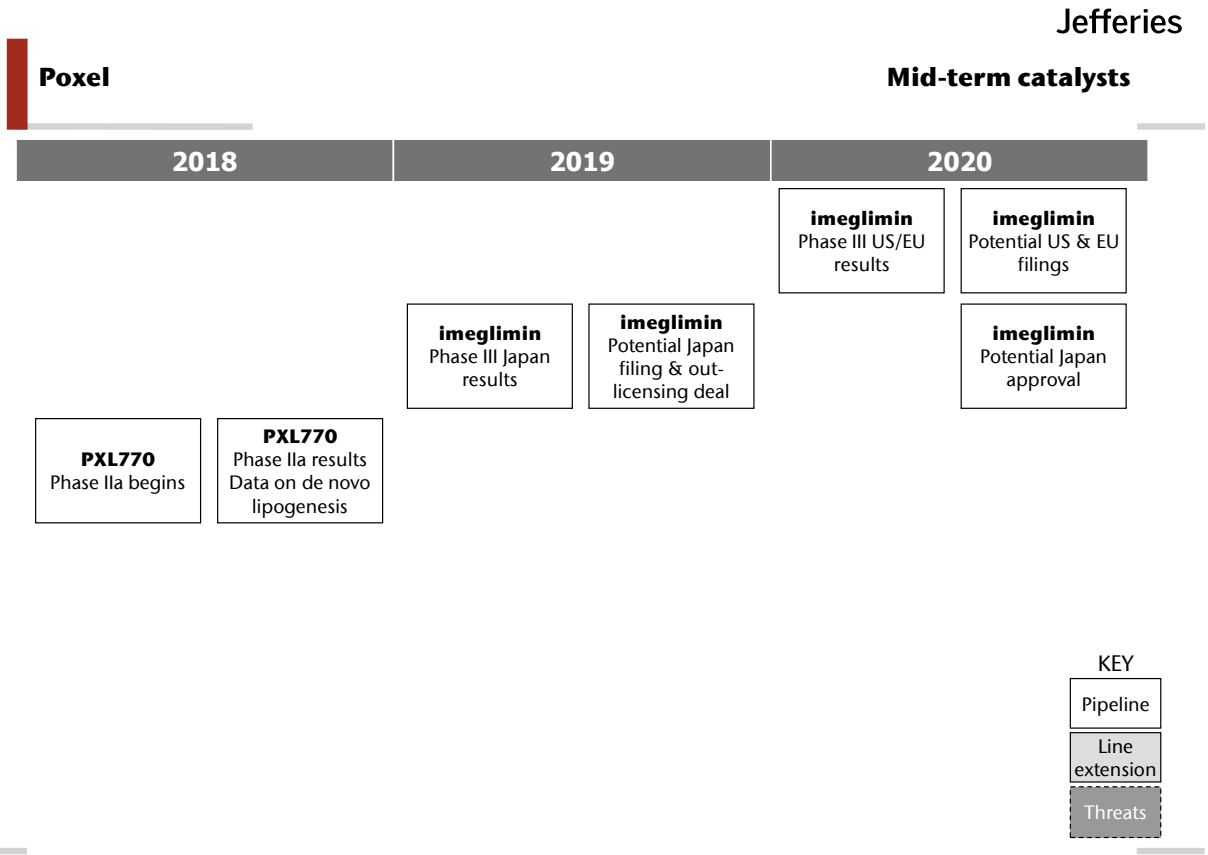 Jefferies
Poxel
Mid-term catalysts
2018
2019
2020
imeglimin
Phase III US/EU
results
imeglimin
Potential US & EU
filings
imeglimin
Phase III Japan
results
imeglimin
Potential Japan
filing & out-
licensing deal
imeglimin
Potential Japan
approval
PXL770
Phase IIa begins
PXL770
Phase IIa results
Data on de novo
lipogenesis
KEY
Pipeline
Line
extension
Threats